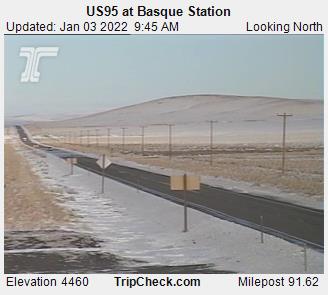 US95 at Basque Station
Updated: Jan 03 2022 9:45 AM Looking North
Elevation 4460 TripCheck.com Milepost 91.62